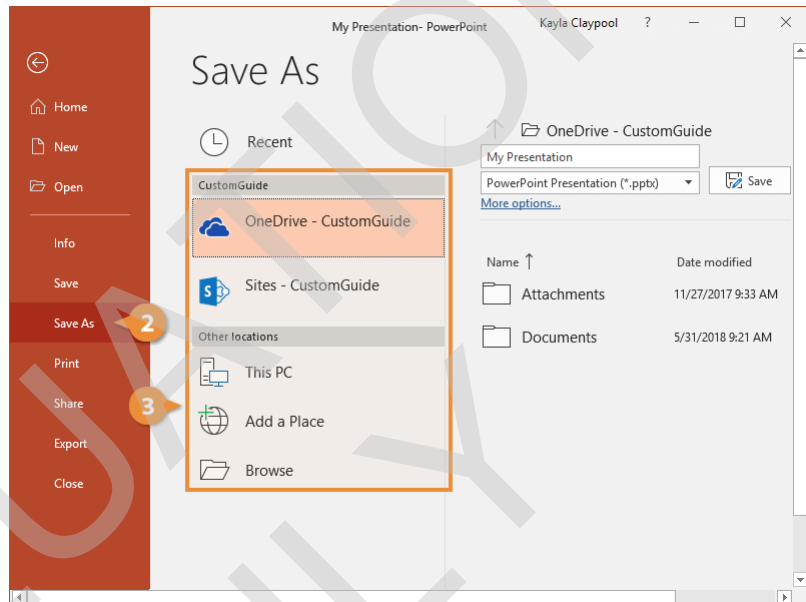 My Presentation- PowerPoint
Kayla Claypool
?
Save As
Home
New
Open
Info
Save
Save As
Print
Share
Export
Close
2
3
Recent
CustomGuide
OneDrive - CustomGuide
Sites - CustomGuide
Other locations
This PC
Add a Place
Browse
OneDrive - CustomGuide
My Presentation
PowerPoint Presentation (*.pptx)
Save
More options...
Name Date modified
Attachments 11/27/2017 9:33 AM
Documents 5/31/2018 9:21 AM